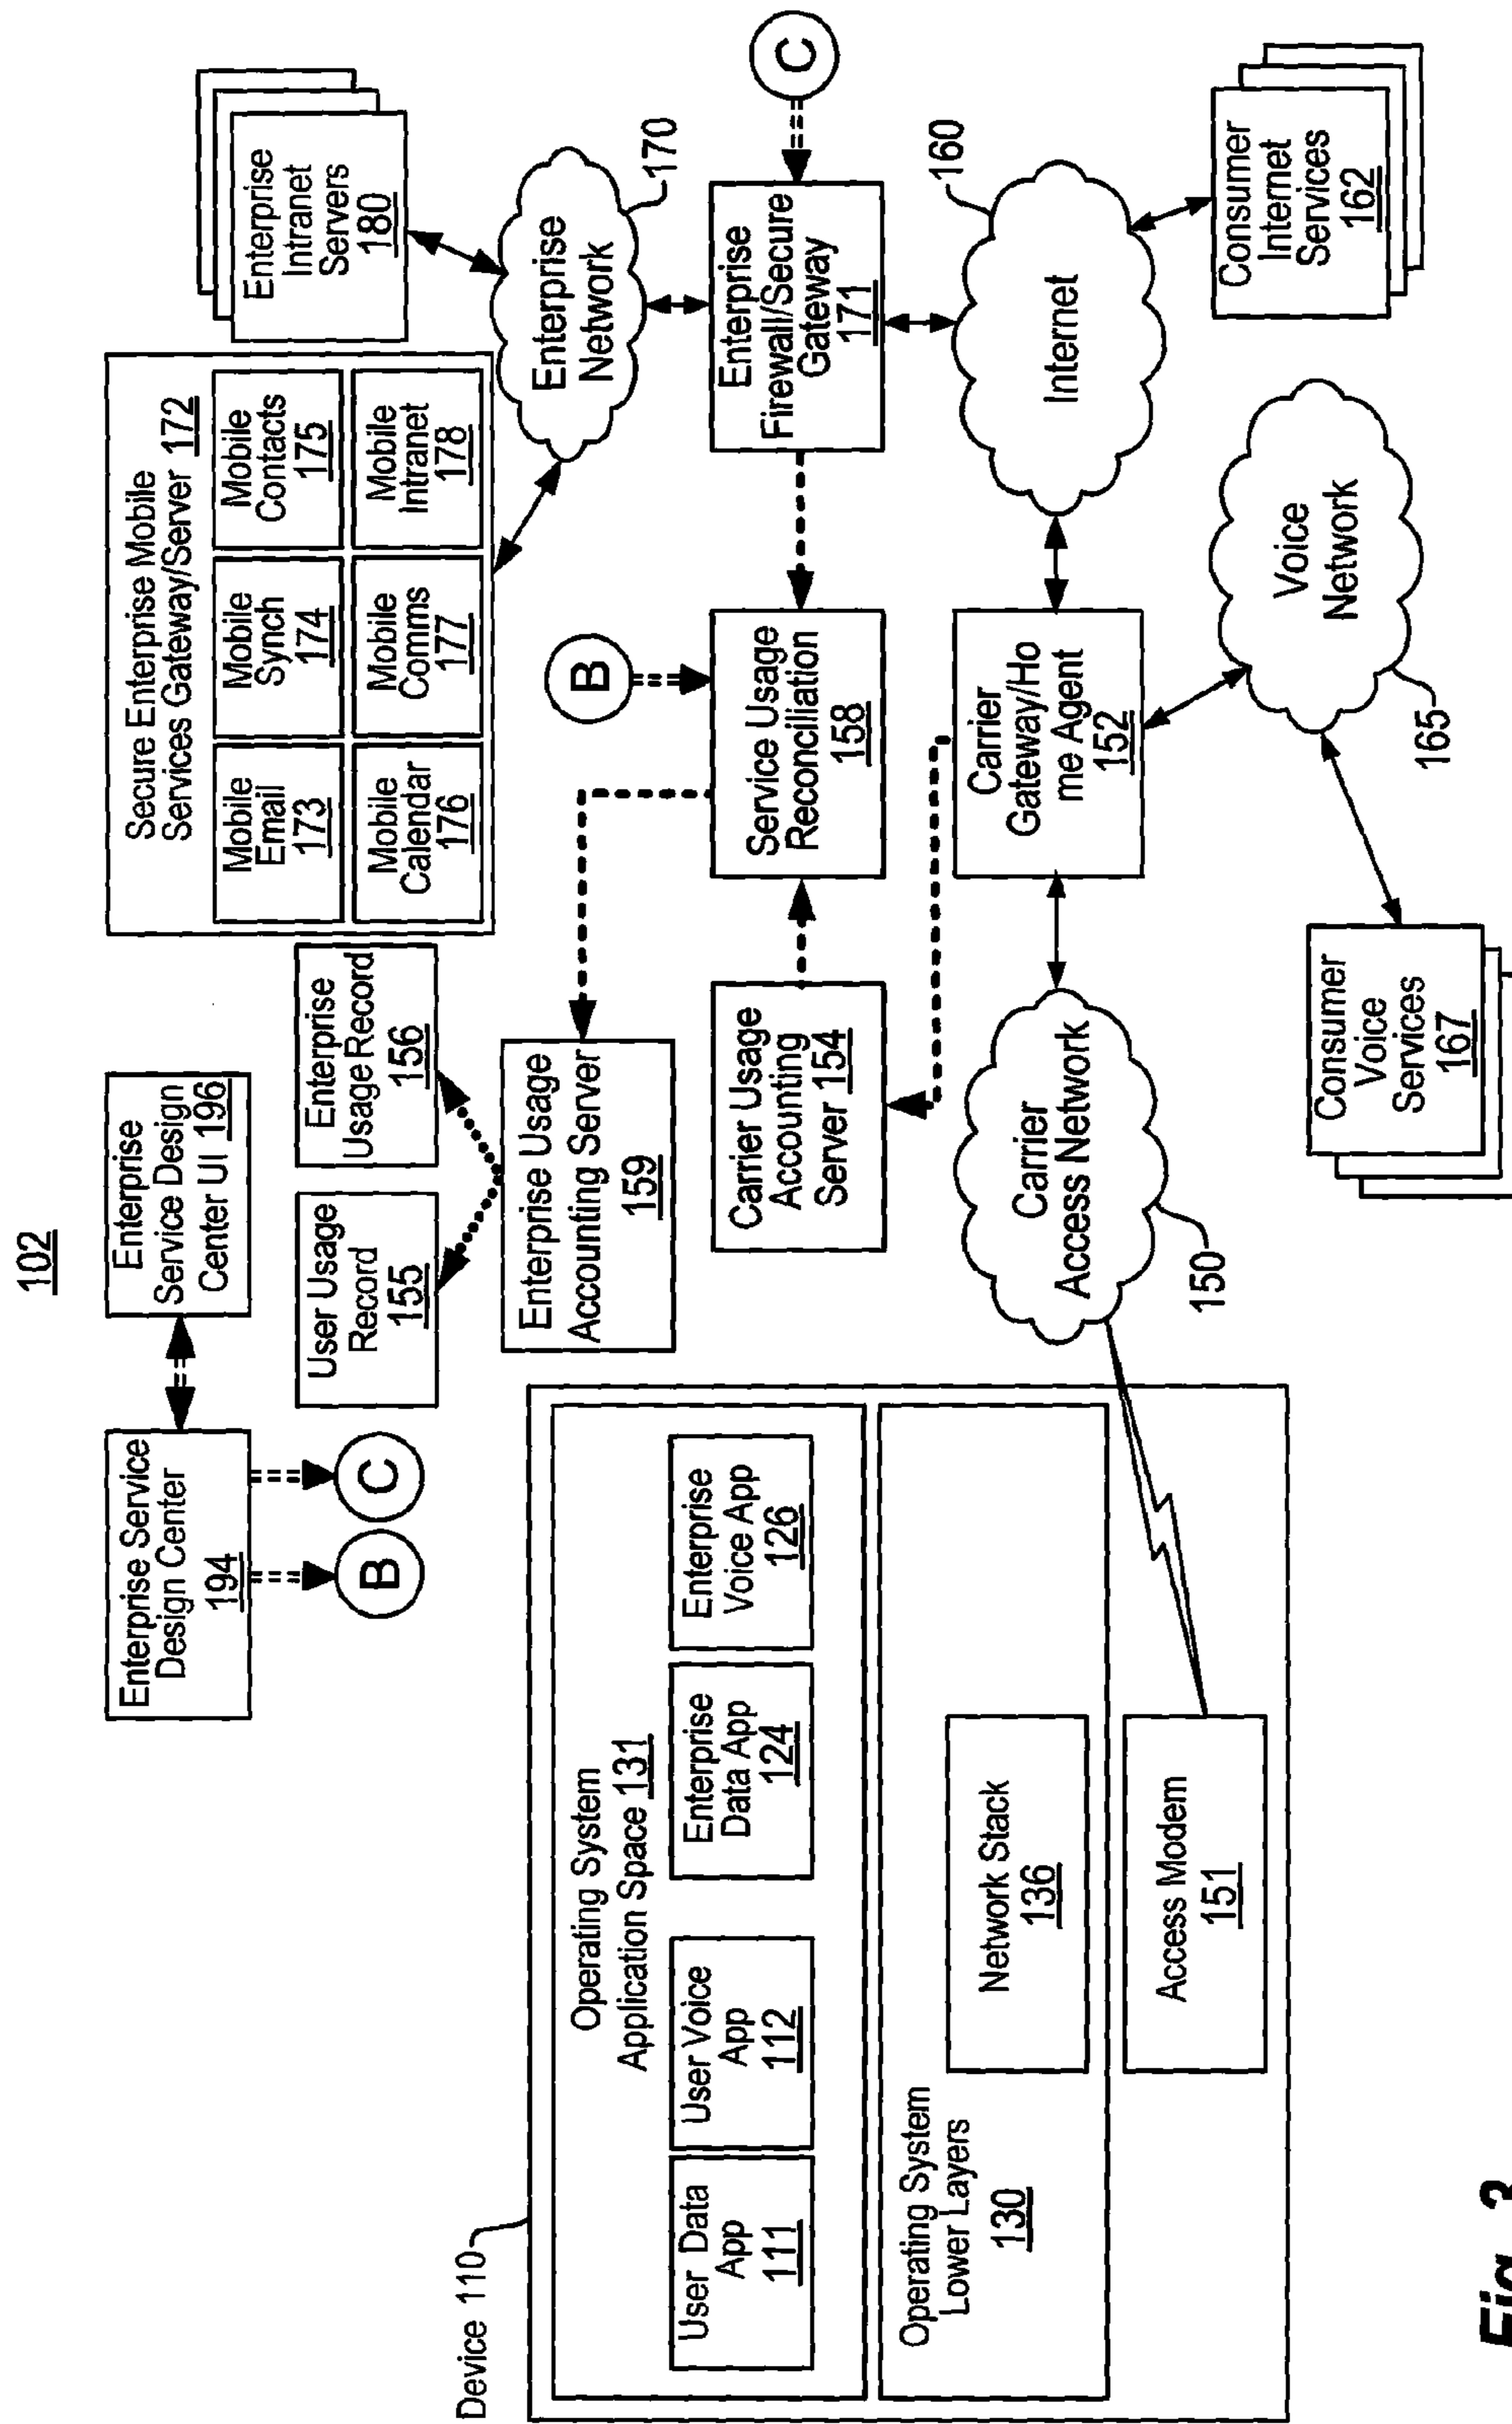 102
Enterprise Service
Design Center
194
Enterprise
Service Design
Center UI 196
B
C
User Usage
Record
155
Enterprise
Usage Record
156
Secure Enterprise Mobile
Services Gateway/Server 172
Mobile
Email
173
Mobile
Synch
174
Mobile
Contacts
175
Mobile
Calendar
176
Mobile
Comms
177
Mobile
Intranet
178
Enterprise
Intranet
Servers
180
Enterprise
Network
170
Enterprise Usage
Accounting Server
159
B
Carrier Usage
Accounting
Server 154
Service Usage
Reconciliation
158
Enterprise
Firewall/Secure
Gateway
171
C
Device 110
Operating System
Application Space 131
User Data
App
111
User Voice
App
112
Enterprise
Data App
124
Enterprise
Voice App
126
Operating System
Lower Layers
130
Network Stack
136
Access Modem
151
Carrier
Access Network
150
Carrier
Gateway/Ho
me Agent
152
Internet
160
Voice
Network
165
Consumer
Voice
Services
167
Consumer
Internet
Services
162